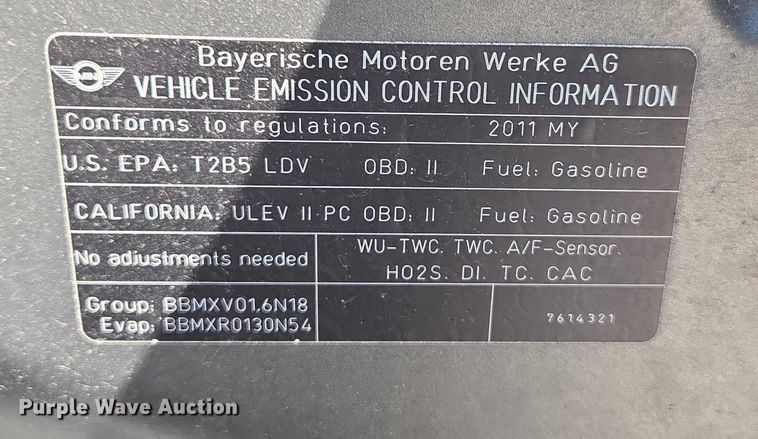 MINI
Bayerische Motoren Werke AG
VEHICLE EMISSION CONTROL INFORMATION
Conforms to regulations: 2011 MY
U.S. EPA: T2B5 LDV OBD: II Fuel: Gasoline
CALIFORNIA: ULEV II PC OBD: II Fuel: Gasoline
No adjustments needed
WU-TWC. TWC. A/F-Sensor.
HO2S. DI. TC. CAC
Group: BBMXV01.6N18
Evap: BBMXR0130N54
7614321
Purple Wave Auction